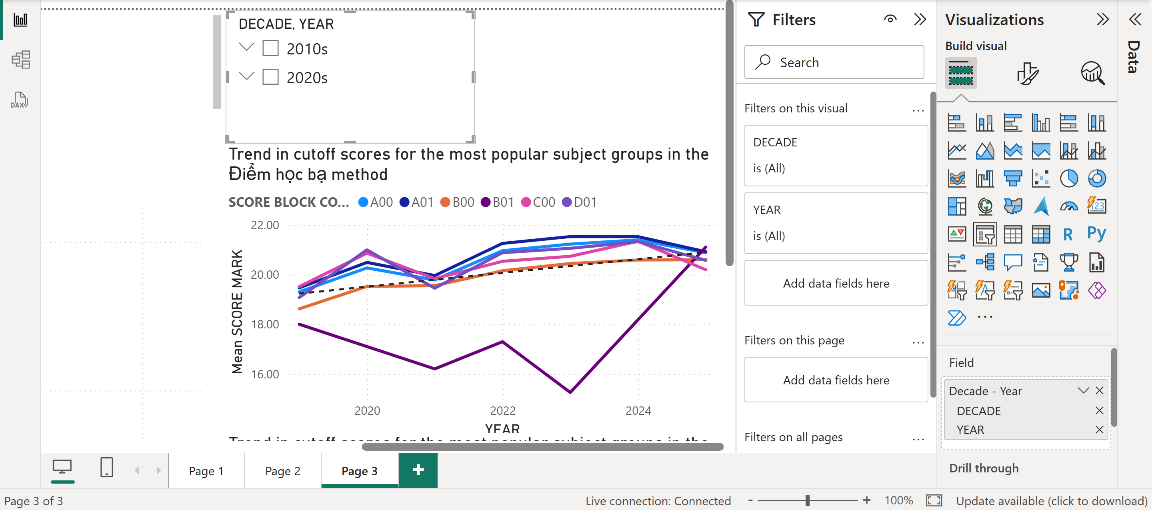 DECADE, YEAR
2010s
2020s
Trend in cutoff scores for the most popular subject groups in the
Điểm học bạ method
SCORE BLOCK CO... A00 A01 B00 B01 C00 D01
22.00
20.00
18.00
16.00
Mean SCORE MARK
2020 2022 2024
YEAR
Trend in cutoff scores for the most popular subject groups in the
Filters
Search
Filters on this visual ...
DECADE
is (All)
YEAR
is (All)
Add data fields here
Filters on this page ...
Add data fields here
Filters on all pages ...
Visualizations
Build visual
123
R Py
...
Field
Decade - Year
DECADE
YEAR
Drill through
Data
DAX
Page 1 Page 2 Page 3 +
Page 3 of 3
Live connection: Connected
- + 100%
Update available (click to download)